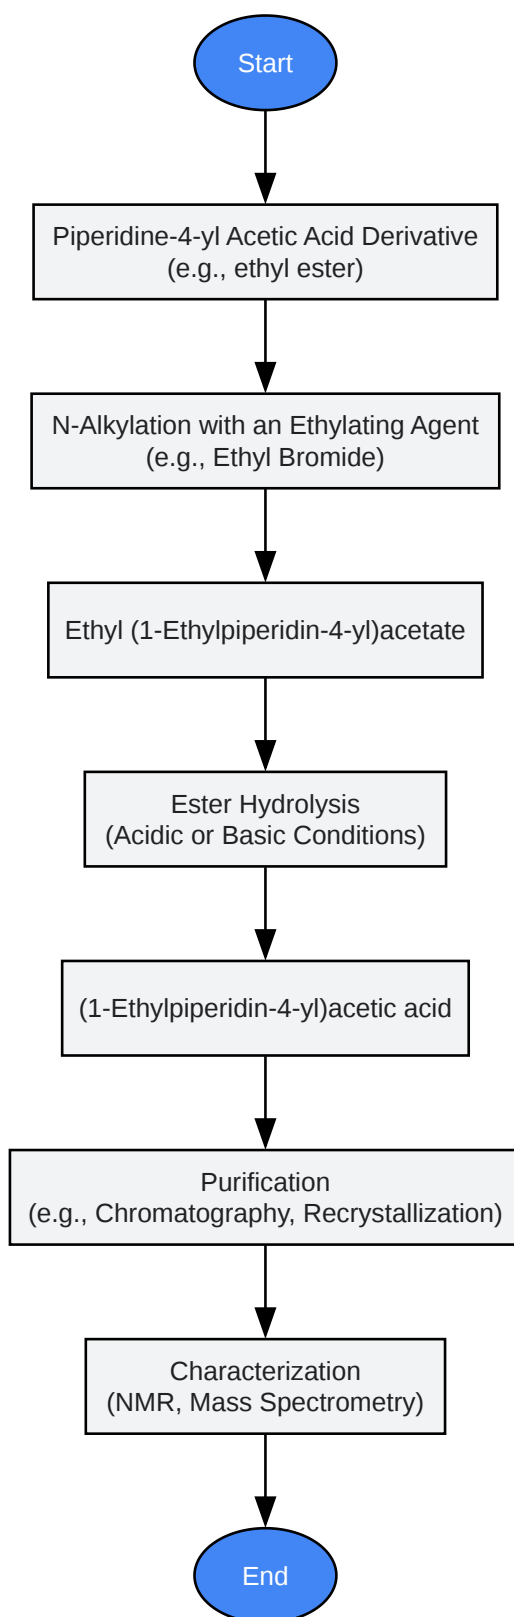 Start
Piperidine-4-yl Acetic Acid Derivative
(e.g., ethyl ester)
N-Alkylation with an Ethylating Agent
(e.g., Ethyl Bromide)
Ethyl (1-Ethylpiperidin-4-yl)acetate
Ester Hydrolysis
(Acidic or Basic Conditions)
(1-Ethylpiperidin-4-yl)acetic acid
Purification
(e.g., Chromatography, Recrystallization)
Characterization
(NMR, Mass Spectrometry)
End